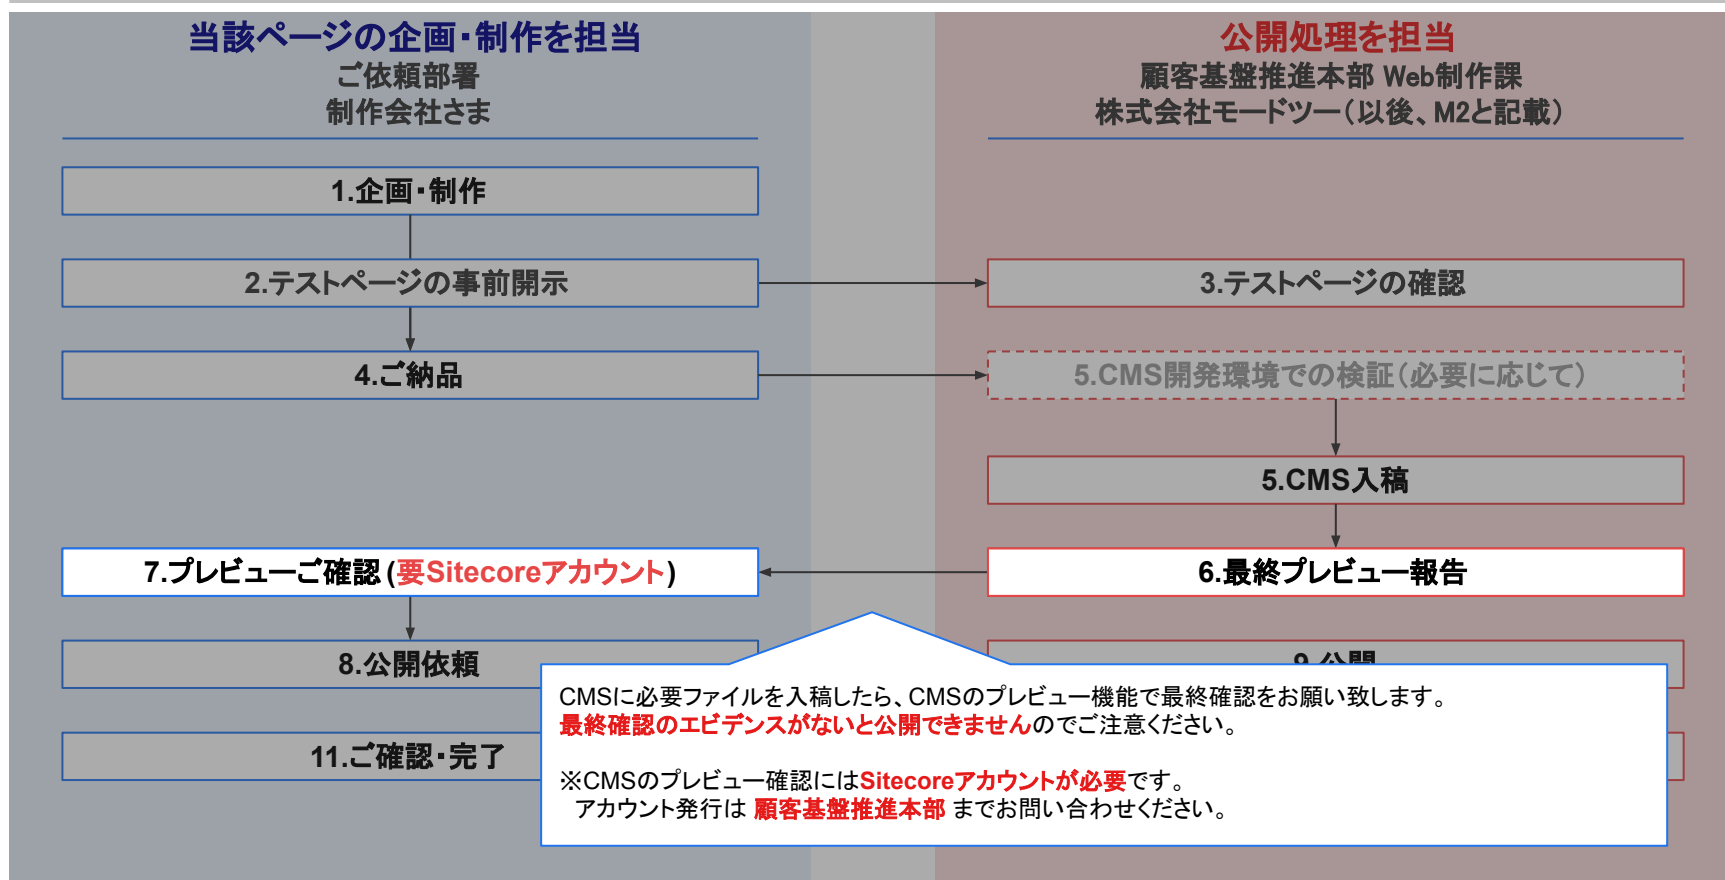 当該ページの企画・制作を担当
ご依頼部署
制作会社さま
公開処理を担当
顧客基盤推進本部 Web制作課
株式会社モードツー（以後、M2と記載）
1.企画・制作
2.テストページの事前開示
3.テストページの確認
4.ご納品
5.CMS開発環境での検証（必要に応じて）
5.CMS入稿
7.プレビューご確認(要Sitecoreアカウント)
6.最終プレビュー報告
8.公開依頼
9.公開
11.ご確認・完了
CMSに必要ファイルを入稿したら、CMSのプレビュー機能で最終確認をお願い致します。
最終確認のエビデンスがないと公開できませんのでご注意ください。
※CMSのプレビュー確認にはSitecoreアカウントが必要です。
アカウント発行は 顧客基盤推進本部 までお問い合わせください。